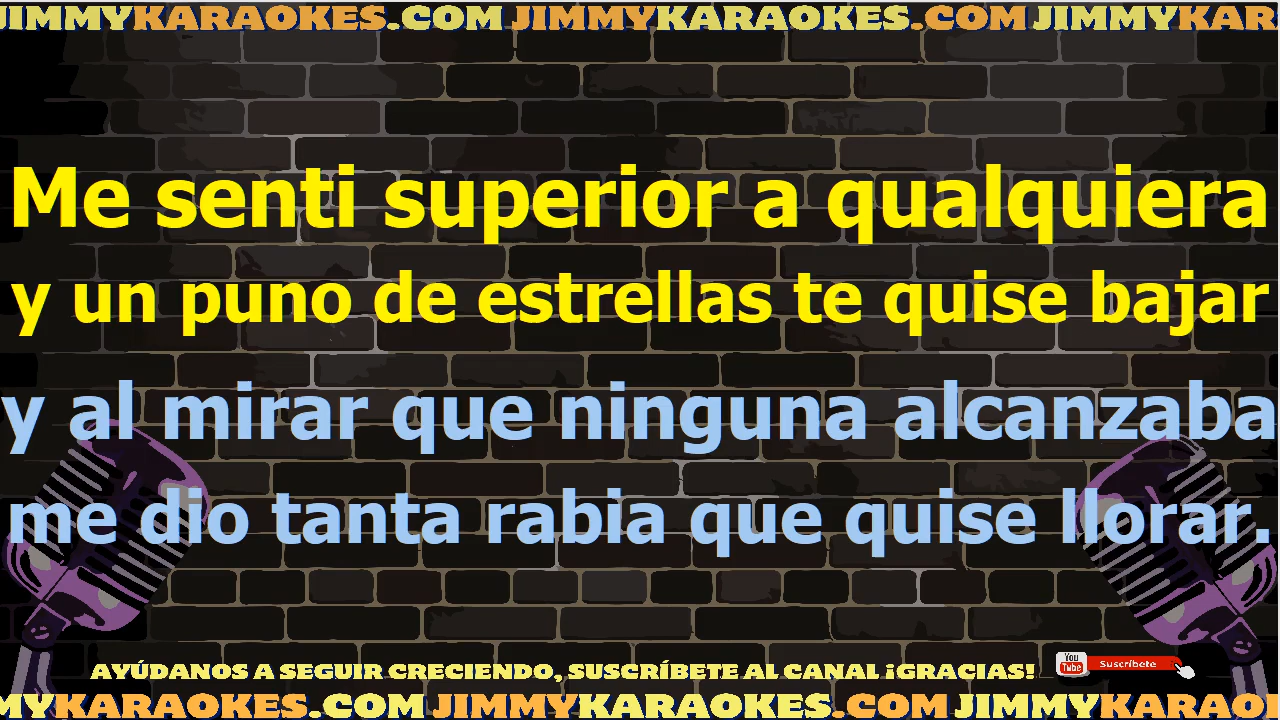 JIMMYKARAOKES.COM JIMMYKARAOKES.COM JIMMYKAR
Me senti superior a qualquiera
y un puno de estrellas te quise bajar
y al mirar que ninguna alcanzaba
me dio tanta rabia que quise llorar.
AYÚDANOS A SEGUIR CRECIENDO, SUSCRÍBETE AL CANAL ¡GRACIAS!
You Tube Suscríbete
MYKARAOKES.COM JIMMYKARAOKES.COM JIMMYKARAO